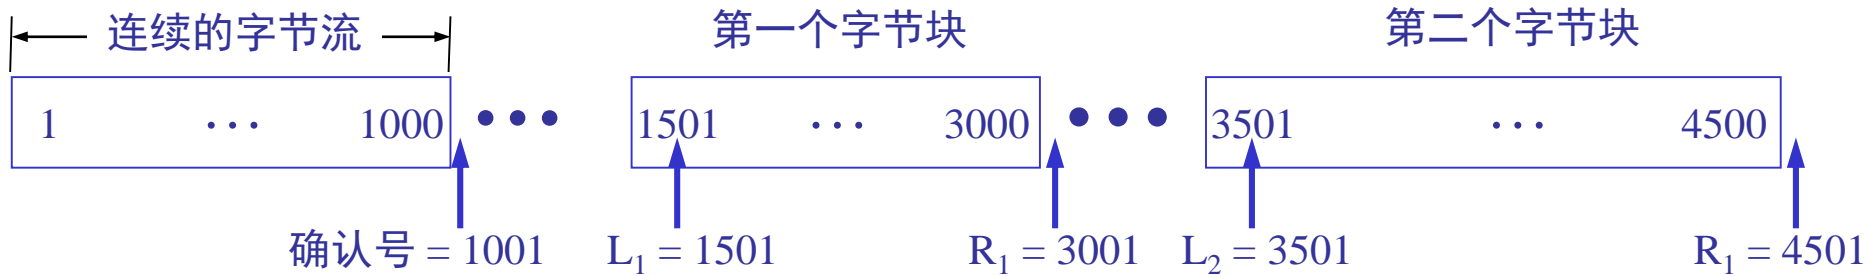 连续的字节流 第一个字节块 第二个字节块
1 ··· 1000 ••• 1501 ··· 3000 ••• 3501 ··· 4500
确认号 = 1001 L₁ = 1501 R₁ = 3001 L₂ = 3501 R₁ = 4501